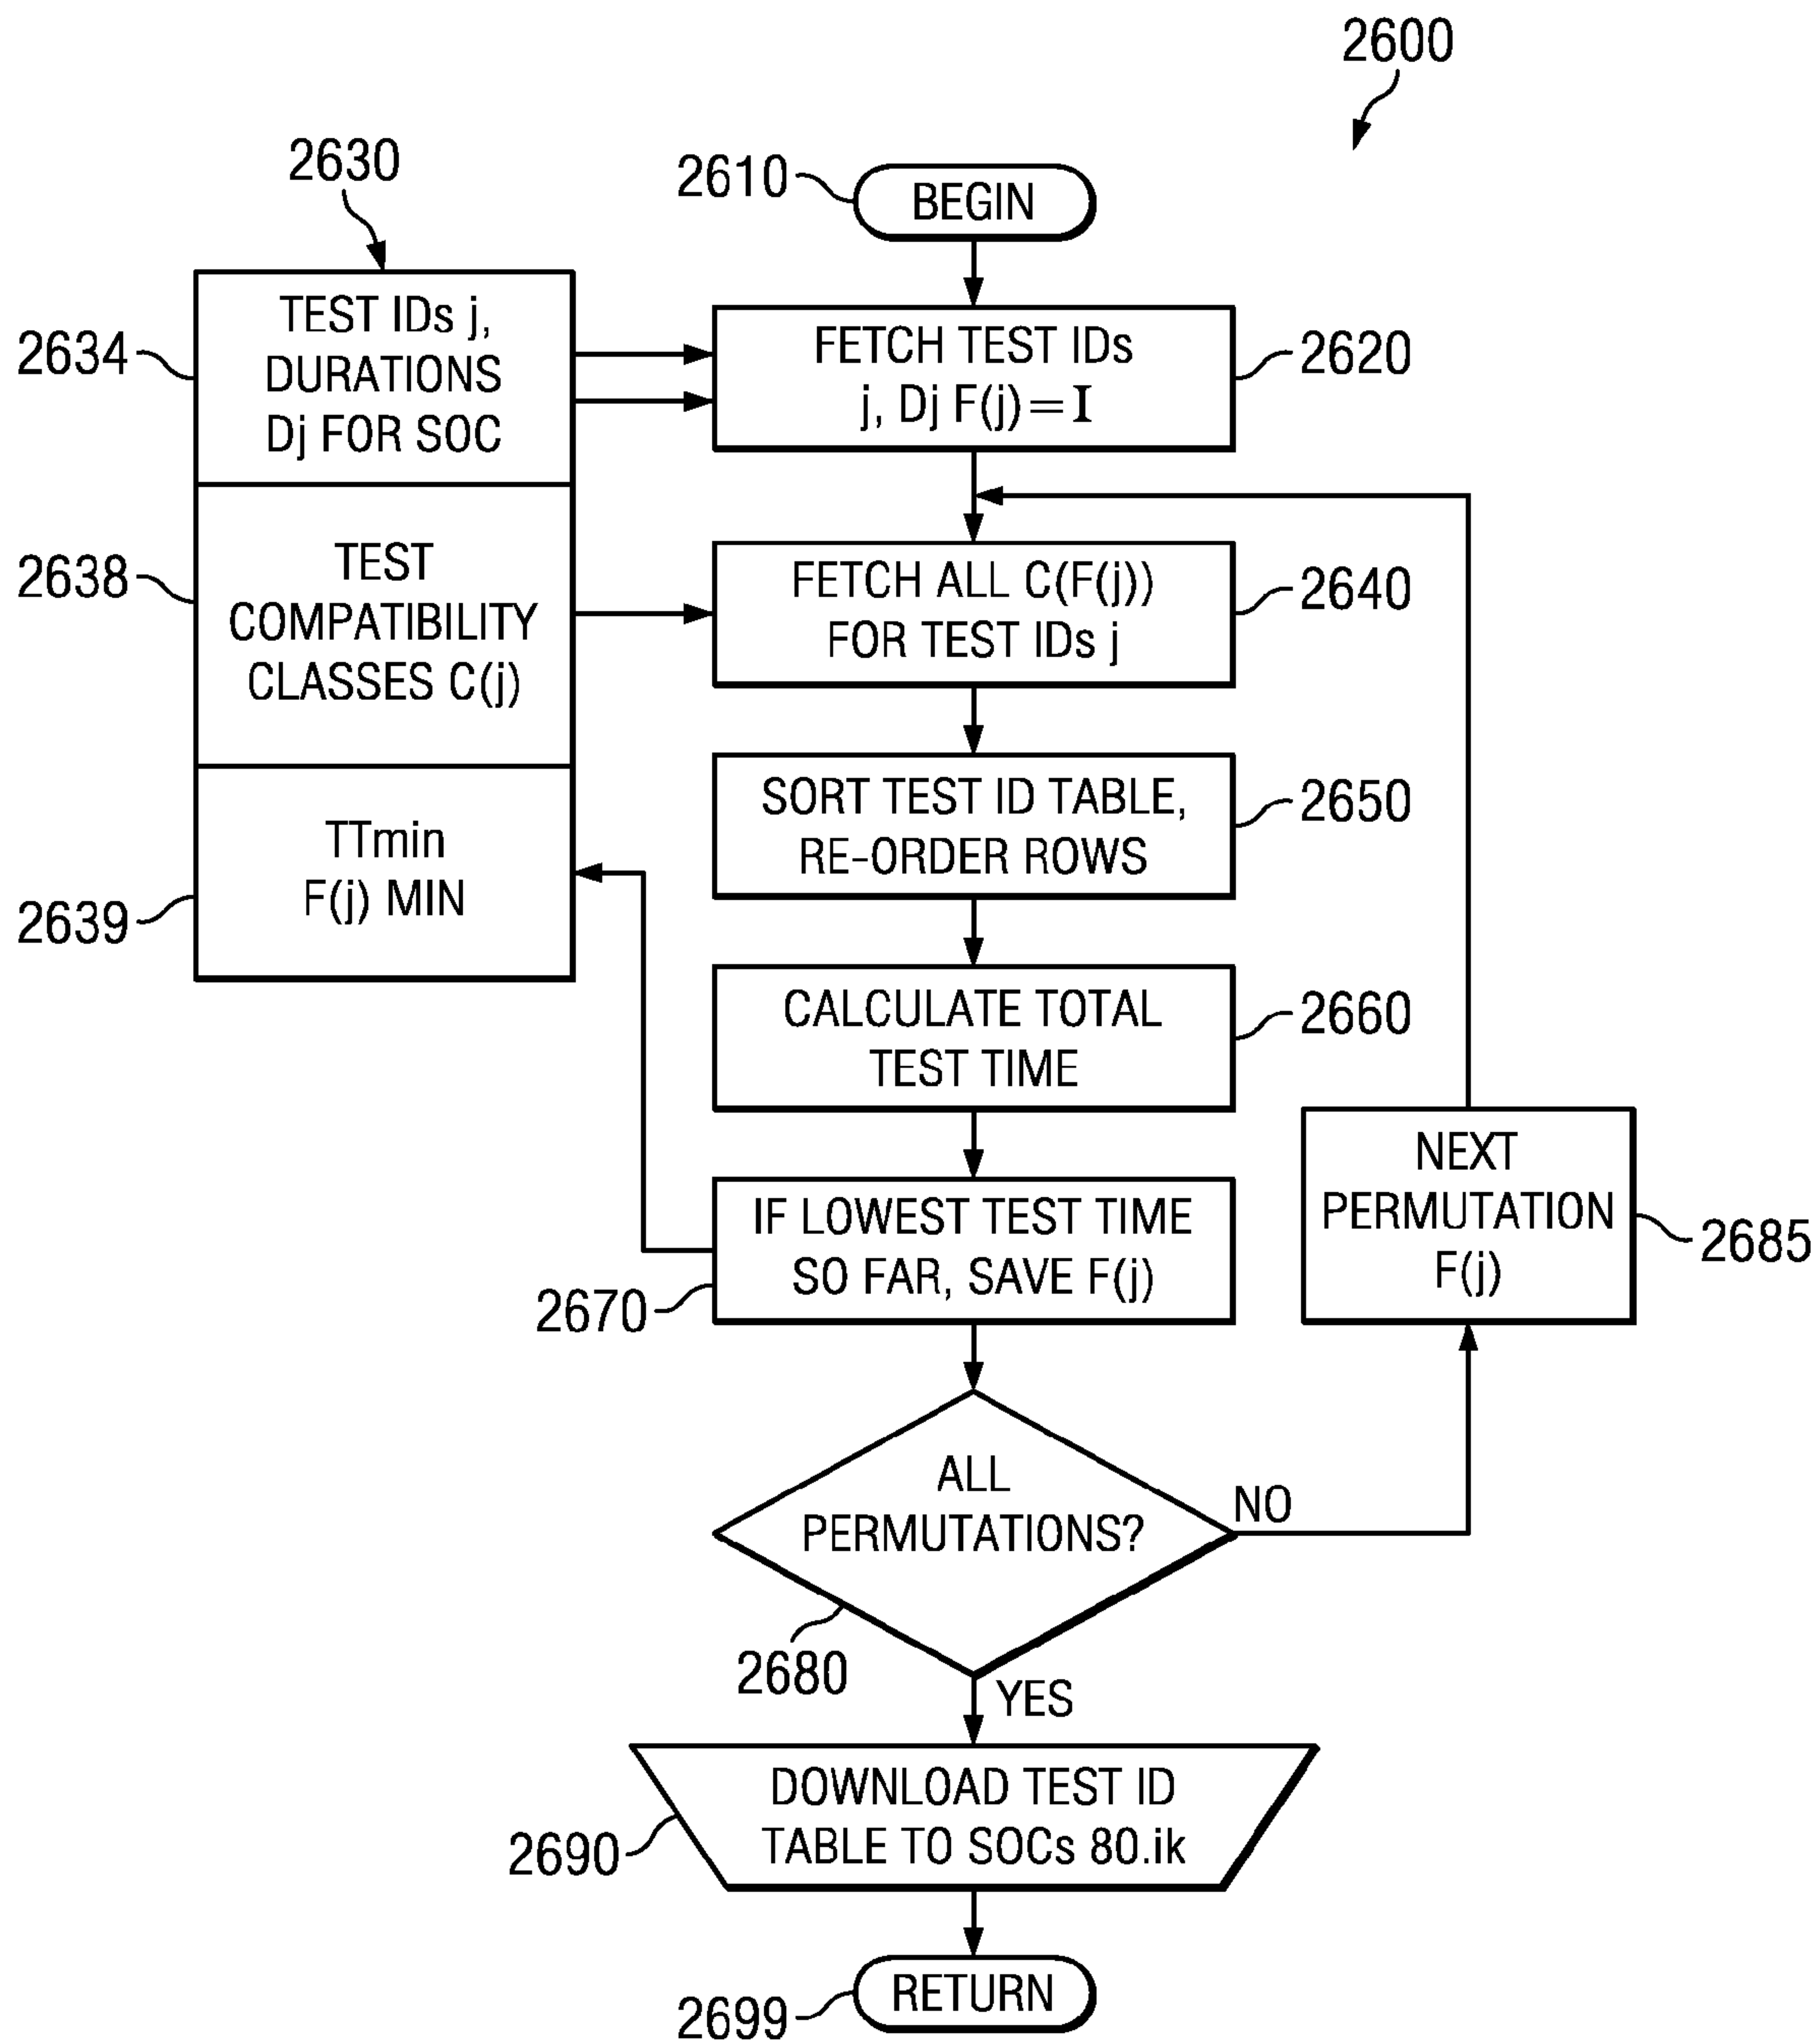 2600
2630
2610
BEGIN
2634
TEST IDs j,
DURATIONS
Dj FOR SOC
FETCH TEST IDs
j, Dj F(j)=I
2620
2638
TEST
COMPATIBILITY
CLASSES C(j)
FETCH ALL C(F(j))
FOR TEST IDs j
2640
SORT TEST ID TABLE,
RE-ORDER ROWS
2650
2639
TTmin
F(j) MIN
CALCULATE TOTAL
TEST TIME
2660
IF LOWEST TEST TIME
SO FAR, SAVE F(j)
2670
NEXT
PERMUTATION
F(j)
2685
ALL
PERMUTATIONS?
NO
2680
YES
DOWNLOAD TEST ID
TABLE TO SOCs 80.ik
2690
RETURN
2699